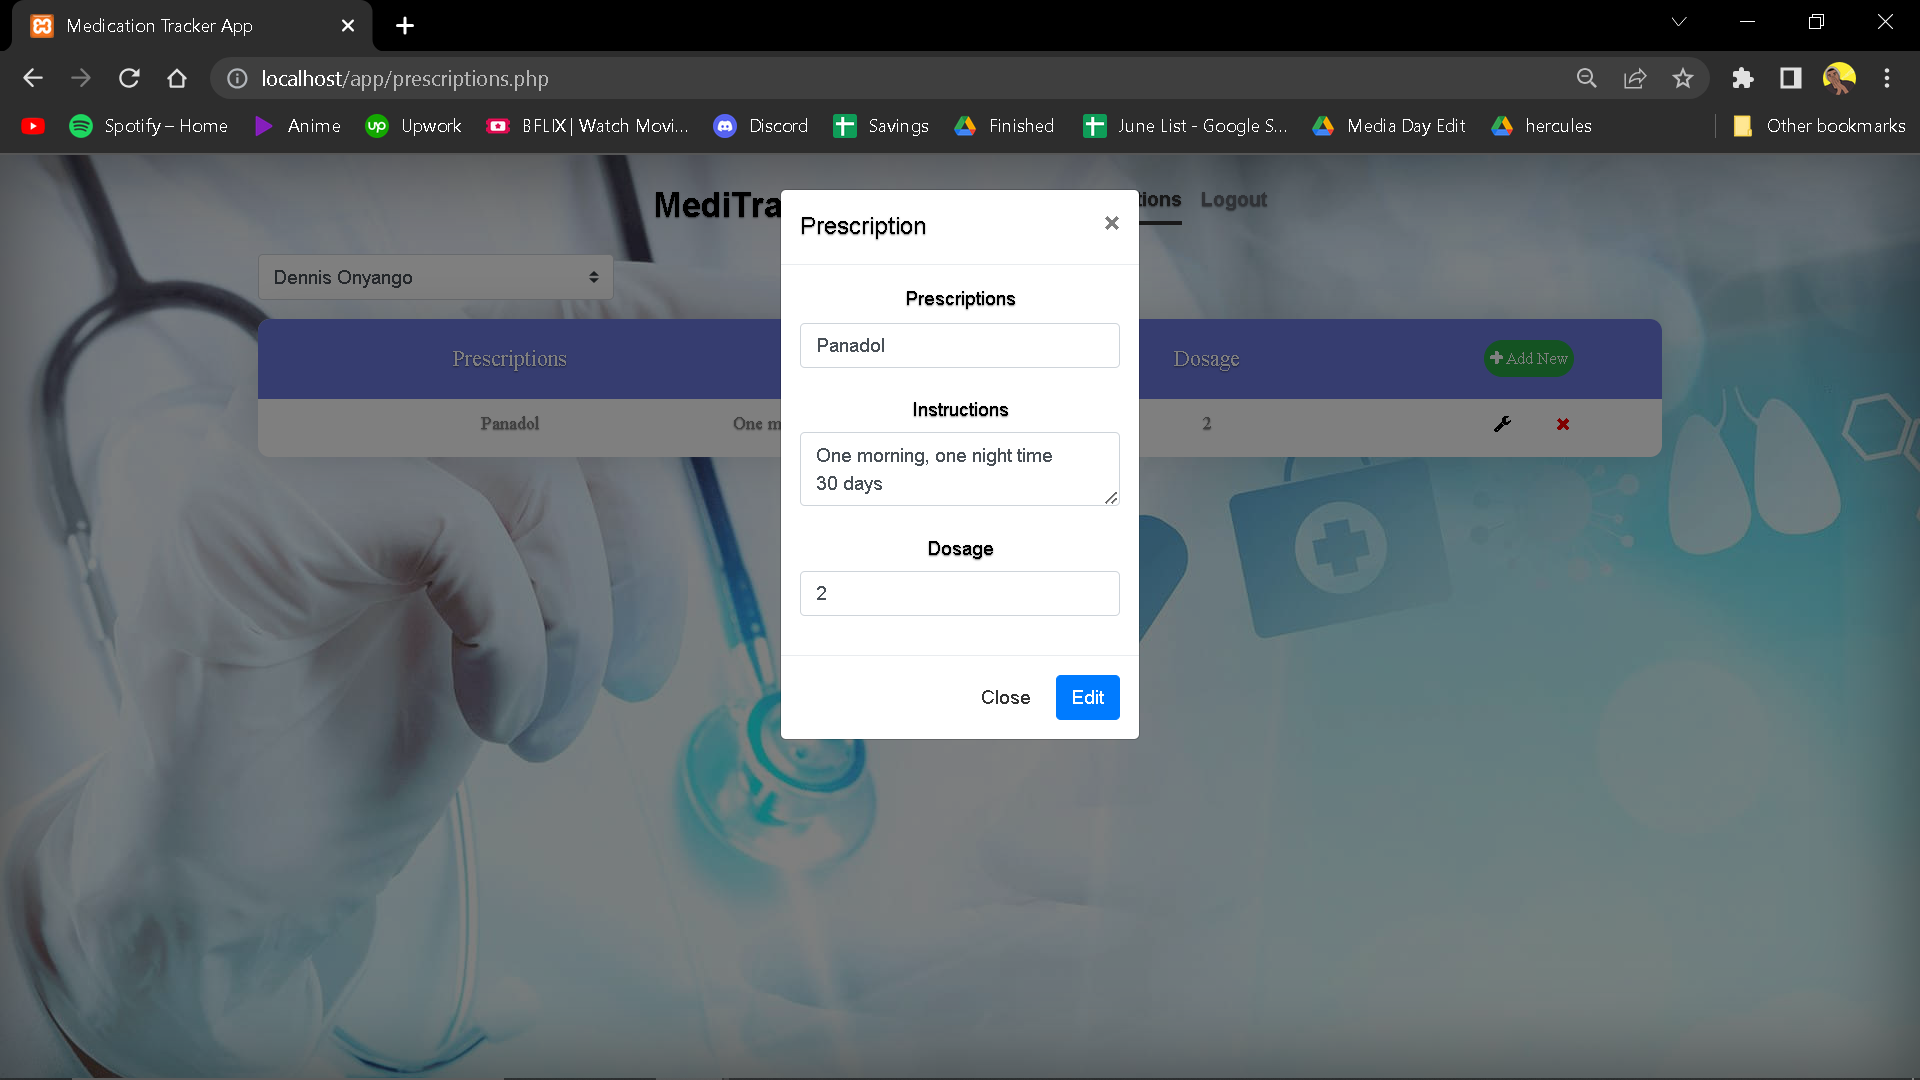 Medication Tracker App
localhost/app/prescriptions.php
Spotify – Home
Anime
up
Upwork
BFLIX | Watch Movi...
Discord
Savings
Finished
June List - Google S...
Media Day Edit
hercules
Other bookmarks
MediTra
tions
Logout
Dennis Onyango
Prescriptions
Dosage
Add New
Panadol
One m
2
Prescription
×
Prescriptions
Panadol
Instructions
One morning, one night time
30 days
Dosage
2
Close
Edit